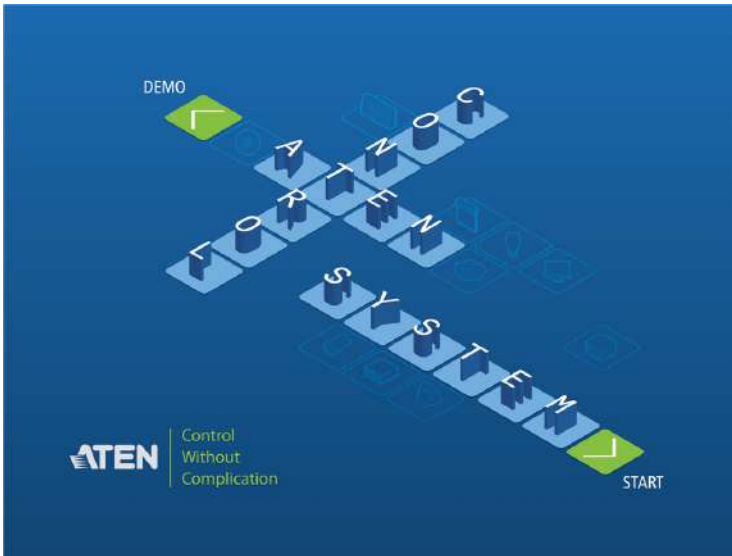 DEMO
CONTROL
ATEN
SYSTEM
ATEN
Control
Without
Complication
START